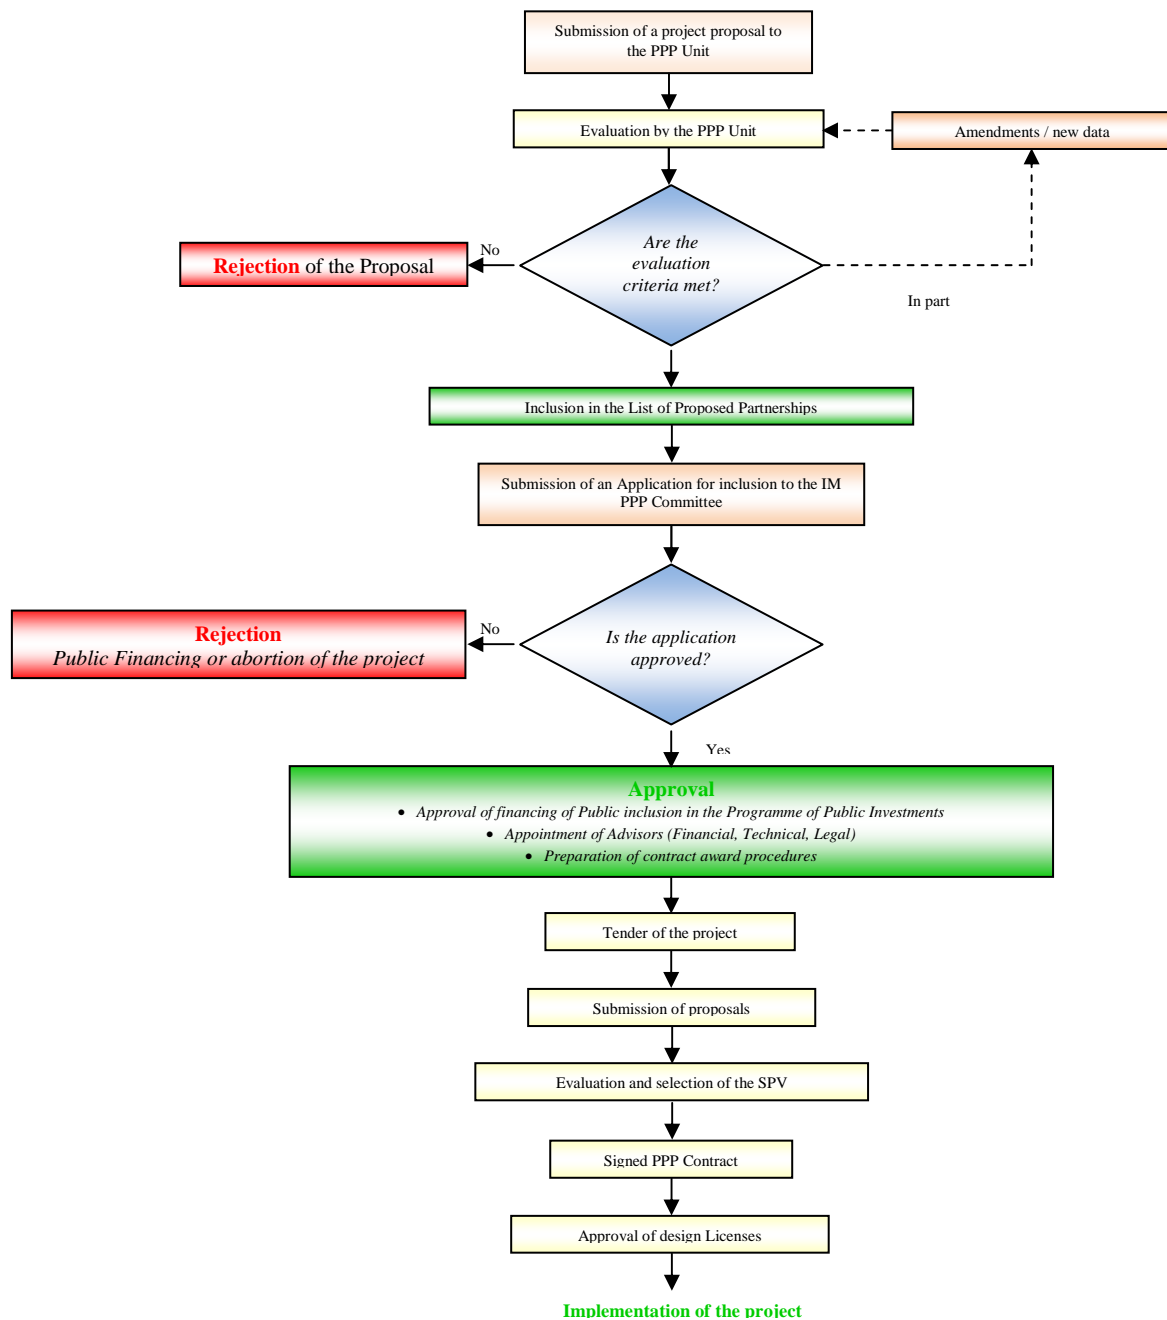 Submission of a project proposal to
the PPP Unit
Evaluation by the PPP Unit
Amendments / new data
Are the
evaluation
criteria met?
No
Rejection of the Proposal
In part
Inclusion in the List of Proposed Partnerships
Submission of an Application for inclusion to the IM
PPP Committee
Is the application
approved?
No
Rejection
Public Financing or abortion of the project
Yes
Approval
• Approval of financing of Public inclusion in the Programme of Public Investments
• Appointment of Advisors (Financial, Technical, Legal)
• Preparation of contract award procedures
Tender of the project
Submission of proposals
Evaluation and selection of the SPV
Signed PPP Contract
Approval of design Licenses
Implementation of the project